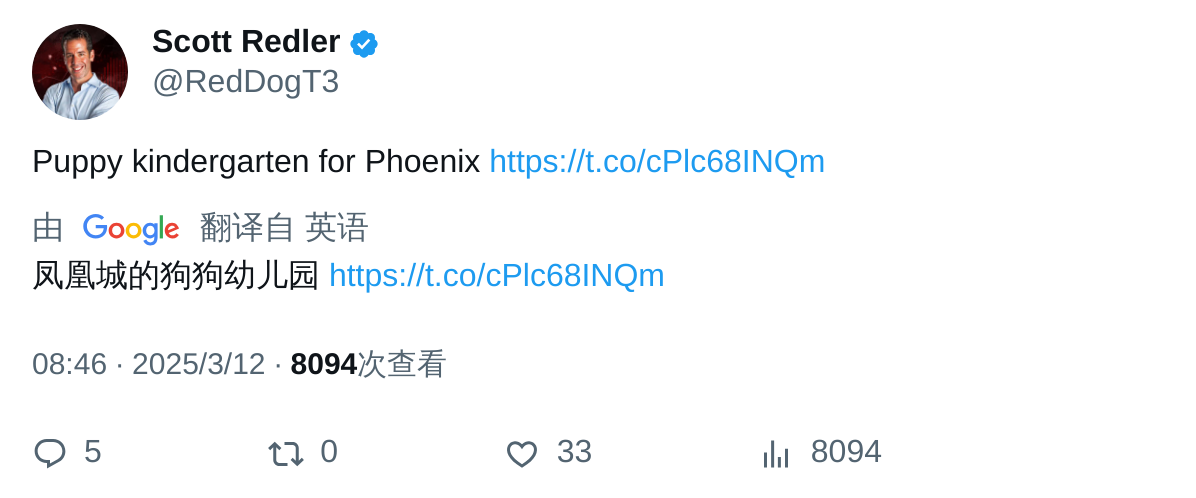 Scott Redler
@RedDogT3
Puppy kindergarten for Phoenix https://t.co/cPlc68INQm
由 Google 翻译自 英语
凤凰城的狗狗幼儿园 https://t.co/cPlc68INQm
08:46 · 2025/3/12 · 8094次查看
5 0 33 8094